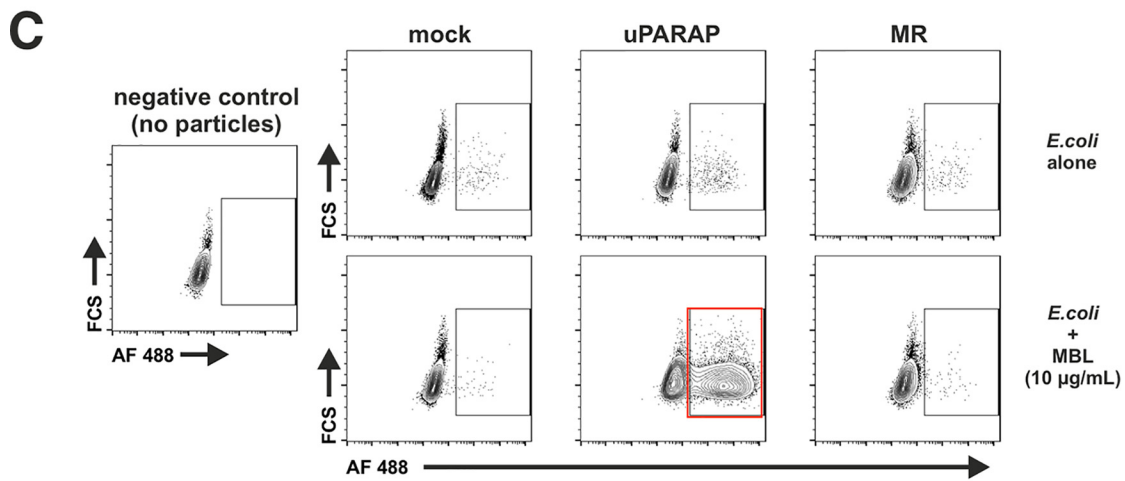 C
mock
uPARAP
MR
negative control
(no particles)
FCS
AF 488
FCS
E.coli
alone
FCS
E.coli
+
MBL
(10 µg/mL)
AF 488